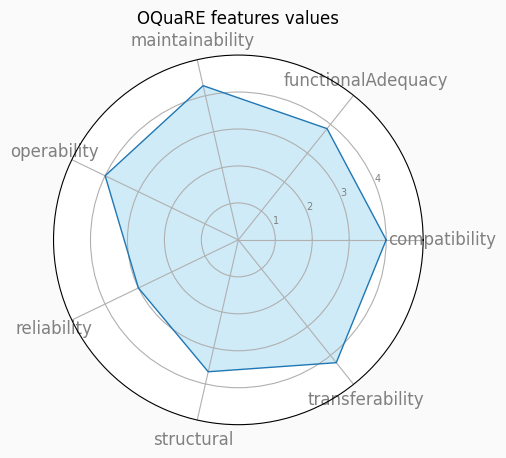 OQuaRE features values
maintainability
functionalAdequacy
operability
4
3
2
1
compatibility
reliability
transferability
structural